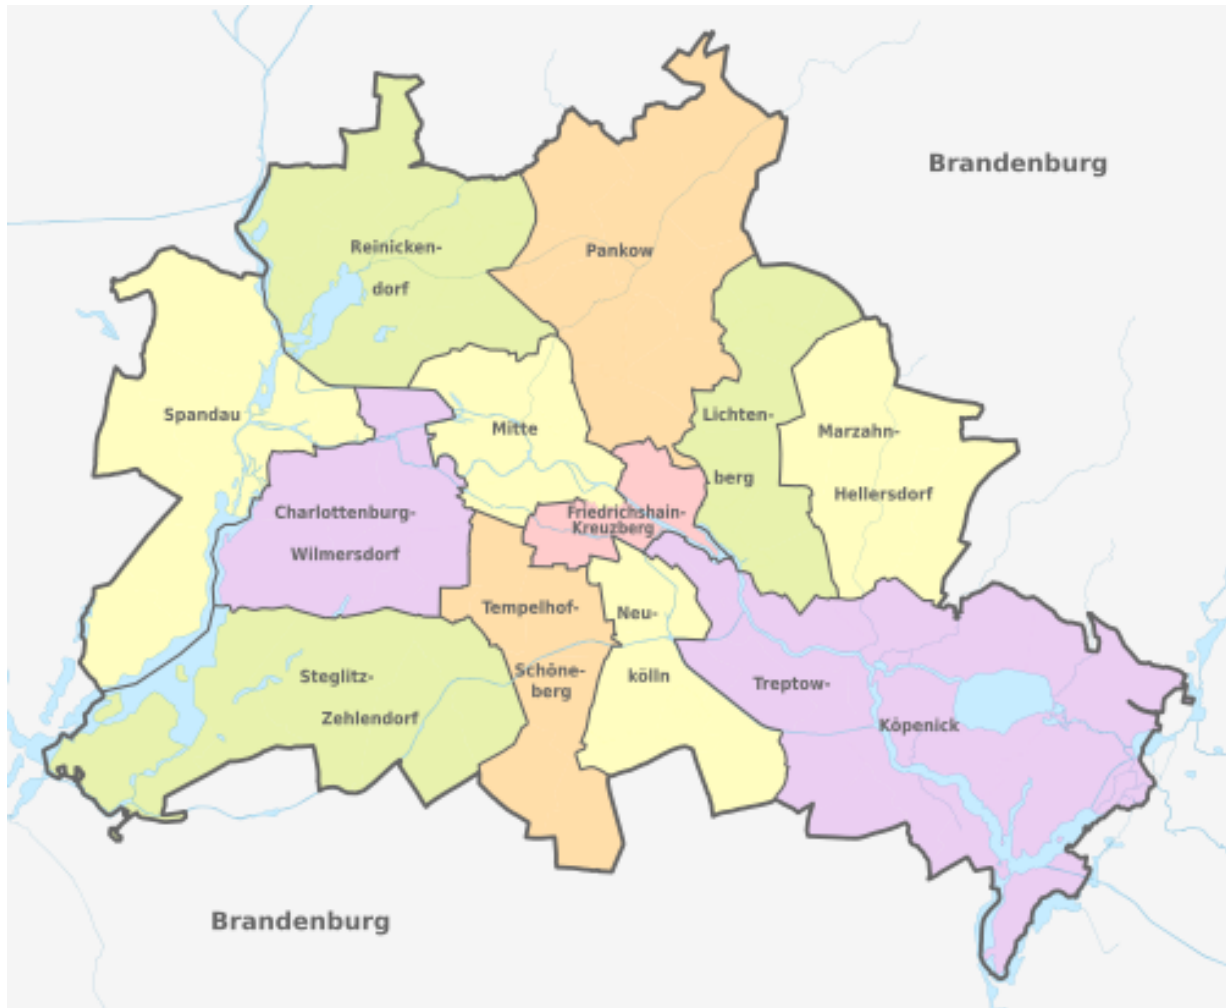 Brandenburg
Reinicken-
dorf
Pankow
Spandau
Mitte
Lichten-
berg
Marzahn-
Hellersdorf
Charlottenburg-
Wilmersdorf
Friedrichshain-
Kreuzberg
Tempelhof-
Schöne-
berg
Neu-
kölln
Steglitz-
Zehlendorf
Treptow-
Köpenick
Brandenburg